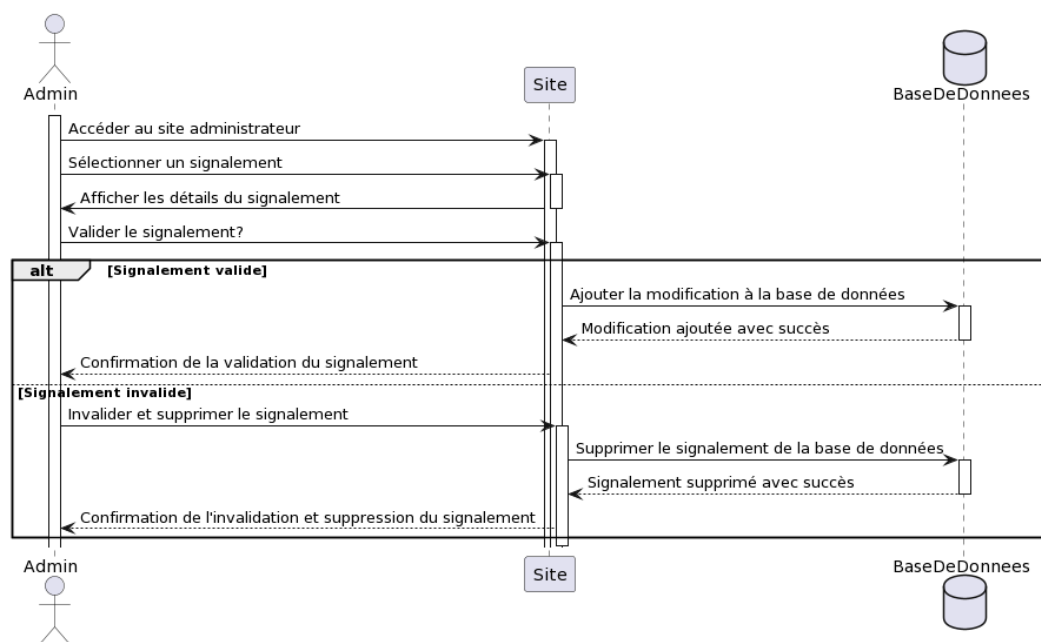 Admin
Site
BaseDeDonnees
Accéder au site administrateur
Sélectionner un signalement
Afficher les détails du signalement
Valider le signalement?
alt [Signalement valide]
Ajouter la modification à la base de données
Modification ajoutée avec succès
Confirmation de la validation du signalement
[Signalement invalide]
Invalider et supprimer le signalement
Supprimer le signalement de la base de données
Signalement supprimé avec succès
Confirmation de l'invalidation et suppression du signalement
Admin
Site
BaseDeDonnees